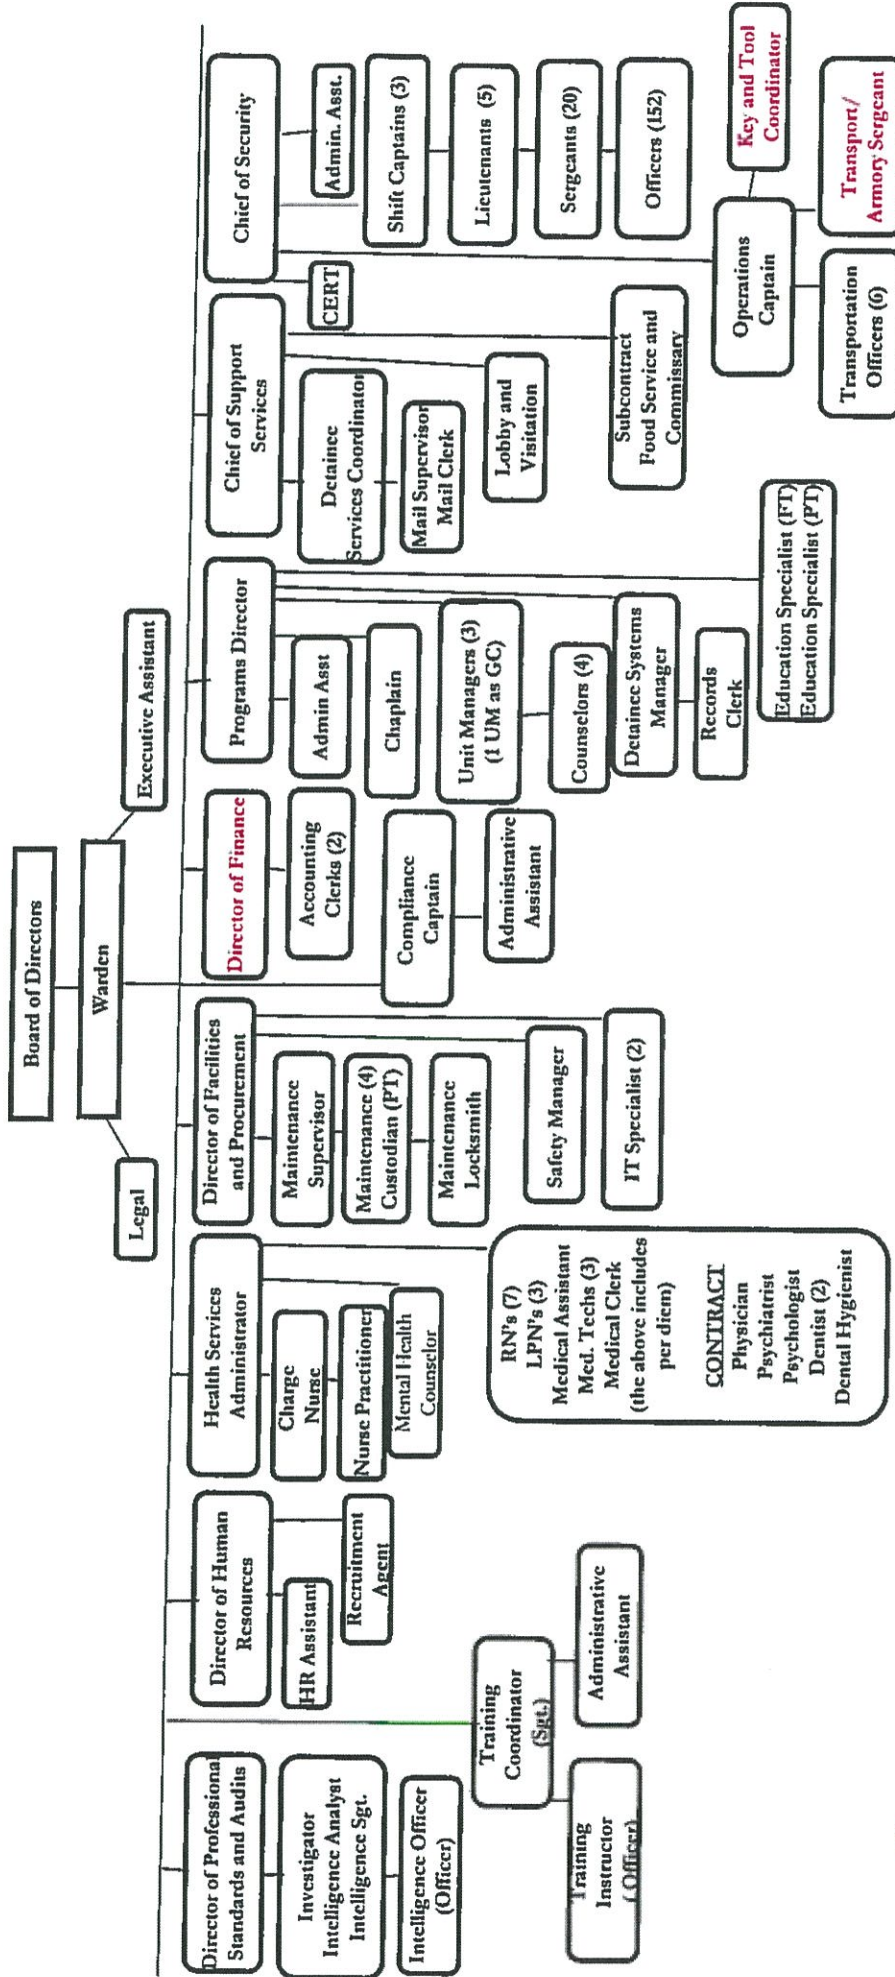 Board of Directors
Warden
Legal
Executive Assistant
Director of Professional
Standards and Audits
Investigator
Intelligence Analyst
Intelligence Sgt.
Intelligence Officer
(Officer)
Training
Coordinator
(Sgt.)
Training
Instructor
(Officer)
Administrative
Assistant
Director of Human
Resources
HR Assistant
Recruitment
Agent
Health Services
Administrator
Charge
Nurse
Nurse Practitioner
Mental Health
Counselor
RN's (7)
LPN's (3)
Medical Assistant
Med. Techs (3)
Medical Clerk
(the above includes
per diem)
CONTRACT
Physician
Psychiatrist
Psychologist
Dentist (2)
Dental Hygienist
Director of Facilities
and Procurement
Maintenance
Supervisor
Maintenance (4)
Custodian (PT)
Maintenance
Locksmith
Safety Manager
IT Specialist (2)
Director of Finance
Accounting
Clerks (2)
Compliance
Captain
Administrative
Assistant
Programs Director
Admin Asst
Chaplain
Unit Managers (3)
(1 UM as GC)
Counselors (4)
Detainee Systems
Manager
Records
Clerk
Education Specialist (FT)
Education Specialist (PT)
Chief of Support
Services
Detainee
Services Coordinator
Mail Supervisor
Mail Clerk
Lobby and
Visitation
Subcontract
Food Service and
Commissary
Chief of Security
CERT
Admin. Asst.
Shift Captains (3)
Lieutenants (5)
Sergeants (20)
Officers (152)
Operations
Captain
Key and Tool
Coordinator
Transportation
Officers (6)
Transport/
Armory Sergeant